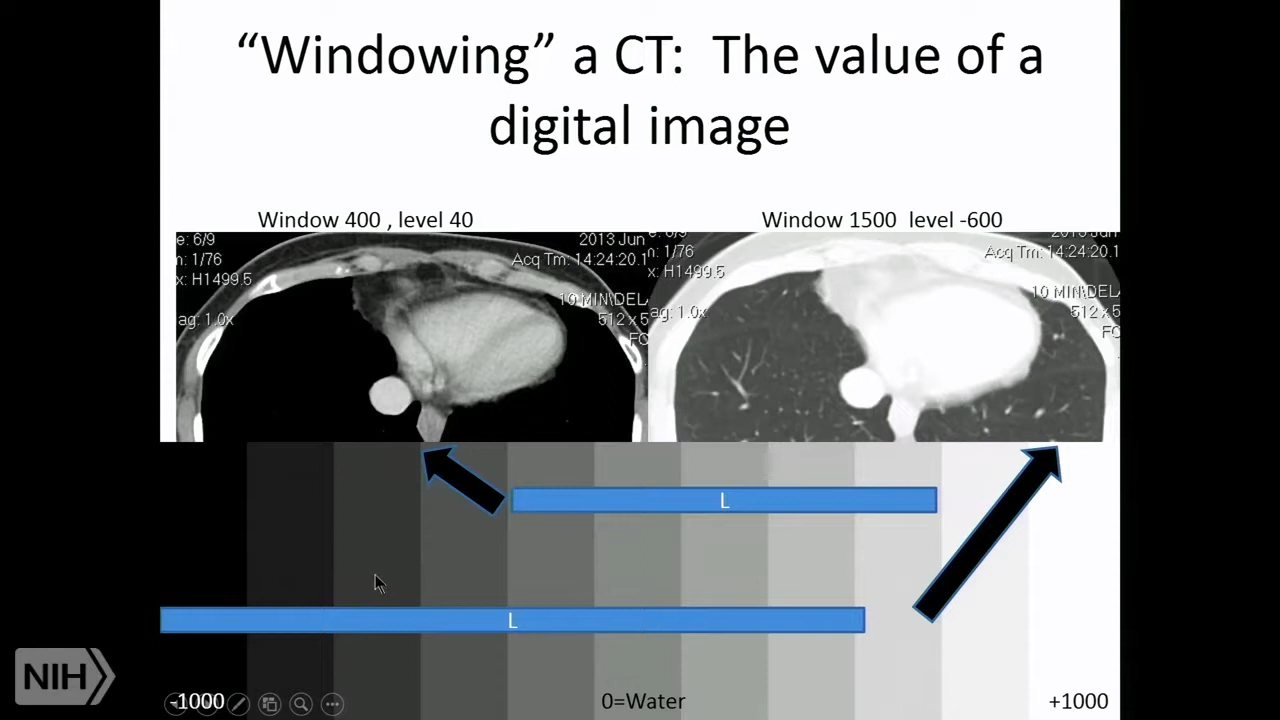 “Windowing” a CT:  The value of a
digital image
Window 400 , level 40
Window 1500  level -600
e: 6/9
n: 1/76
x: H1499.5
ag: 1.0x
2013 Jun
Acq Tm: 14:24:20.1
10 MIN\DEL
512 x 5
FC
n: 1/76
x: H1499.5
ag: 1.0x
2013 Jun
Acq Tm: 14:24:20.1
10 MIN\DEL
512 x 5
FC
L
L
NIH
-1000
0=Water
+1000